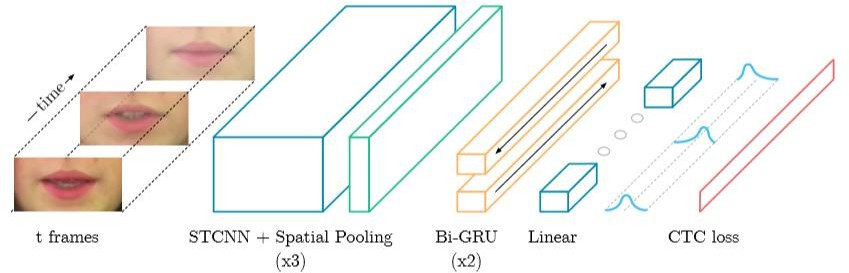 time
t frames
STCNN + Spatial Pooling
(x3)
Bi-GRU
(x2)
Linear
CTC loss